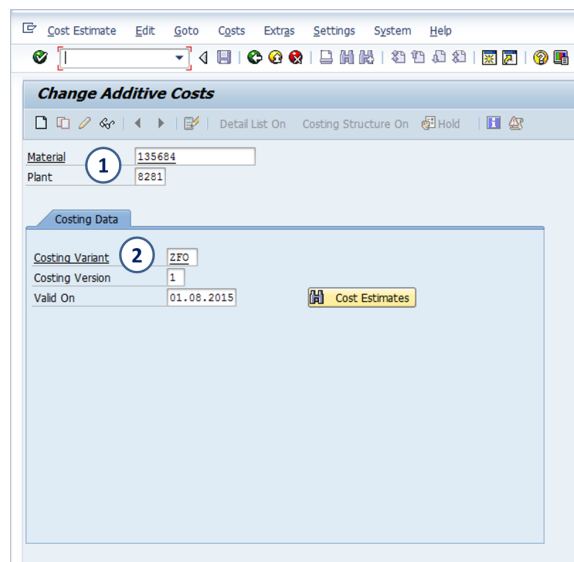 Cost Estimate Edit Goto Costs Extras Settings System Help
Change Additive Costs
Detail List On Costing Structure On Hold
Material 135684
1
Plant 8281
Costing Data
Costing Variant ZFO
2
Costing Version 1
Valid On 01.08.2015 Cost Estimates